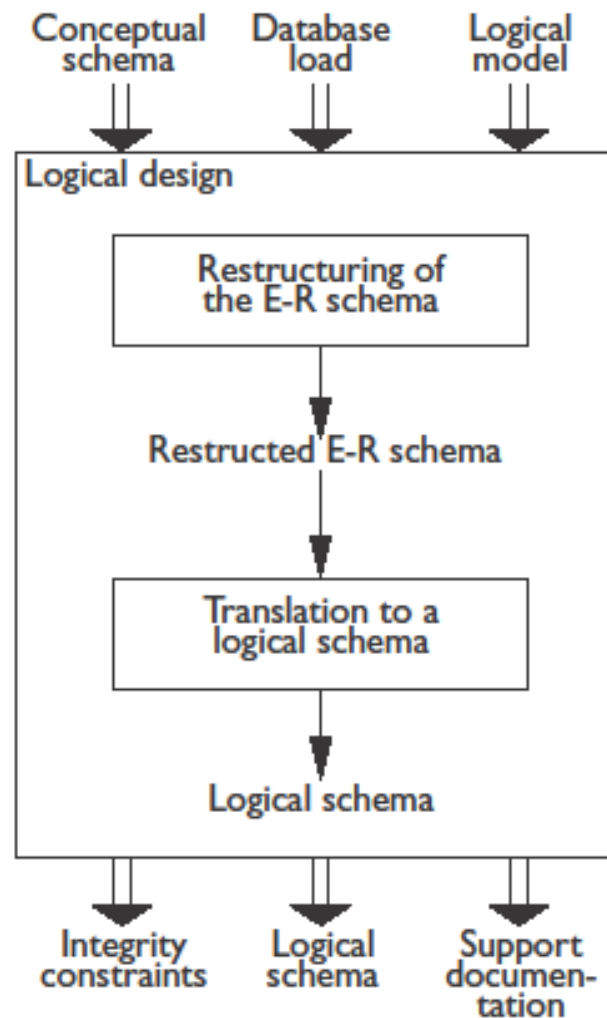 Conceptual
schema
Database
load
Logical
model
Logical design
Restructuring of
the E-R schema
Restructed E-R schema
Translation to a
logical schema
Logical schema
Integrity
constraints
Logical
schema
Support
documen-
tation